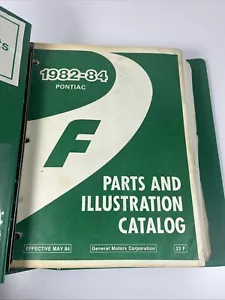 1982-84
PONTIAC
F
PARTS AND
ILLUSTRATION
CATALOG
EFFECTIVE MAY 84
General Motors Corporation
22 F